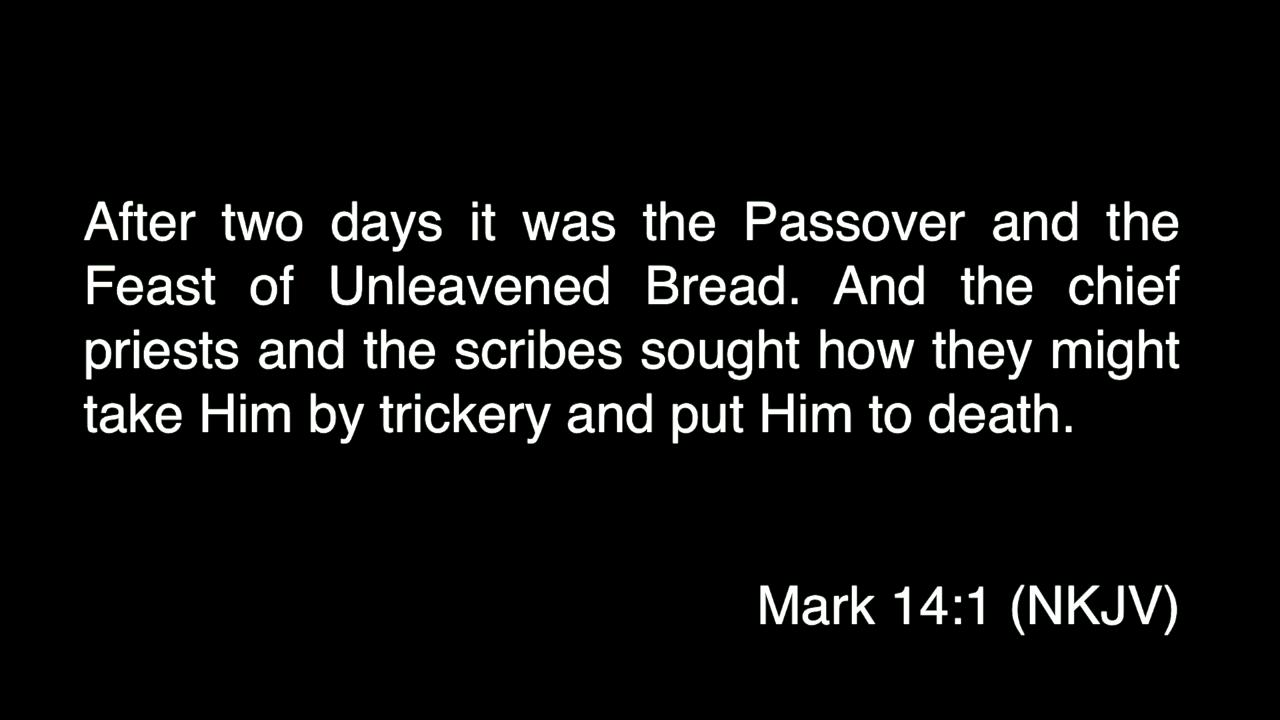 After two days it was the Passover and the
Feast of Unleavened Bread. And the chief
priests and the scribes sought how they might
take Him by trickery and put Him to death.
Mark 14:1 (NKJV)